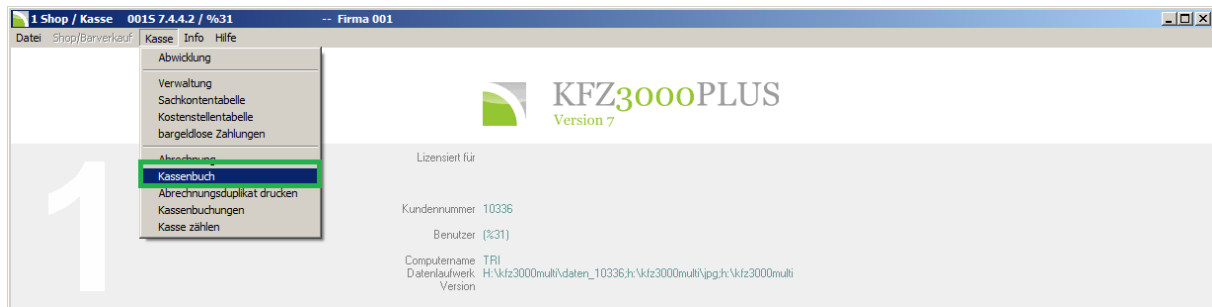 1 Shop / Kasse 001S 7.4.4.2 / %31 -- Firma 001
Datei Shop/Barverkauf Kasse Info Hilfe
Abwicklung
Verwaltung
Sachkontentabelle
Kostenstellentabelle
bargeldlose Zahlungen
Abrechnung
Kassenbuch
Abrechnungsduplikat drucken
Kassenbuchungen
Kasse zählen
KFZ3000PLUS
Version 7
1
Lizensiert für
Kundennummer 10336
Benutzer (%31)
Computername TRI
Datenlaufwerk H:\kfz3000multi\daten_10336;h:\kfz3000multi\jpg;h:\kfz3000multi
Version